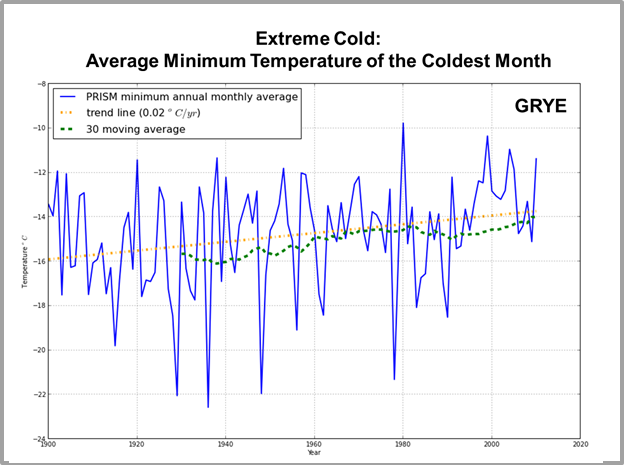 Extreme Cold:
Average Minimum Temperature of the Coldest Month
GRYE
PRISM minimum annual monthly average
trend line (0.02 ° C/yr)
30 moving average
Temperature ° C
−8
−10
−12
−14
−16
−18
−20
−22
−24
1900 1920 1940 1960 1980 2000 2020
Year